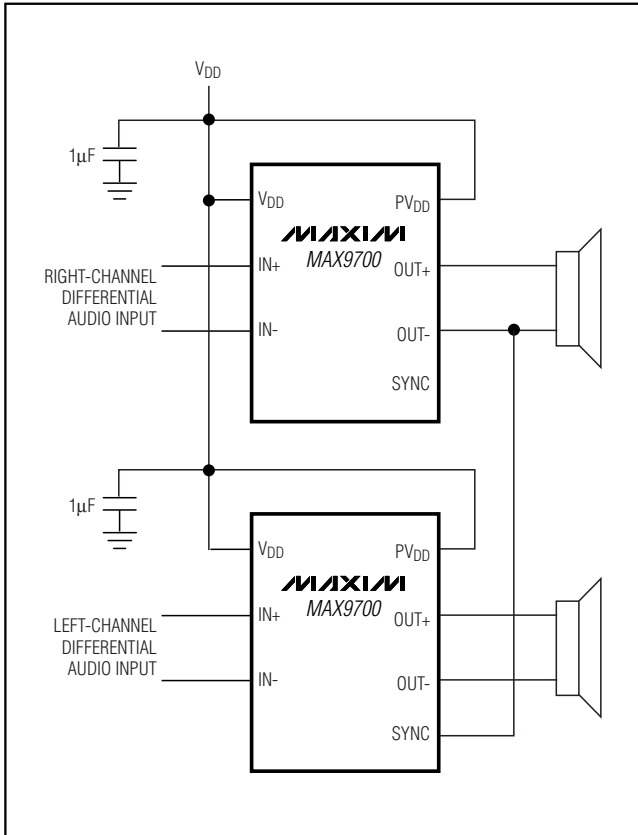 VDD
1µF
VDD
PVDD
MAXIM
MAX9700
IN+
OUT+
RIGHT-CHANNEL
DIFFERENTIAL
AUDIO INPUT
IN-
OUT-
SYNC
1µF
VDD
PVDD
MAXIM
MAX9700
IN+
OUT+
LEFT-CHANNEL
DIFFERENTIAL
AUDIO INPUT
IN-
OUT-
SYNC